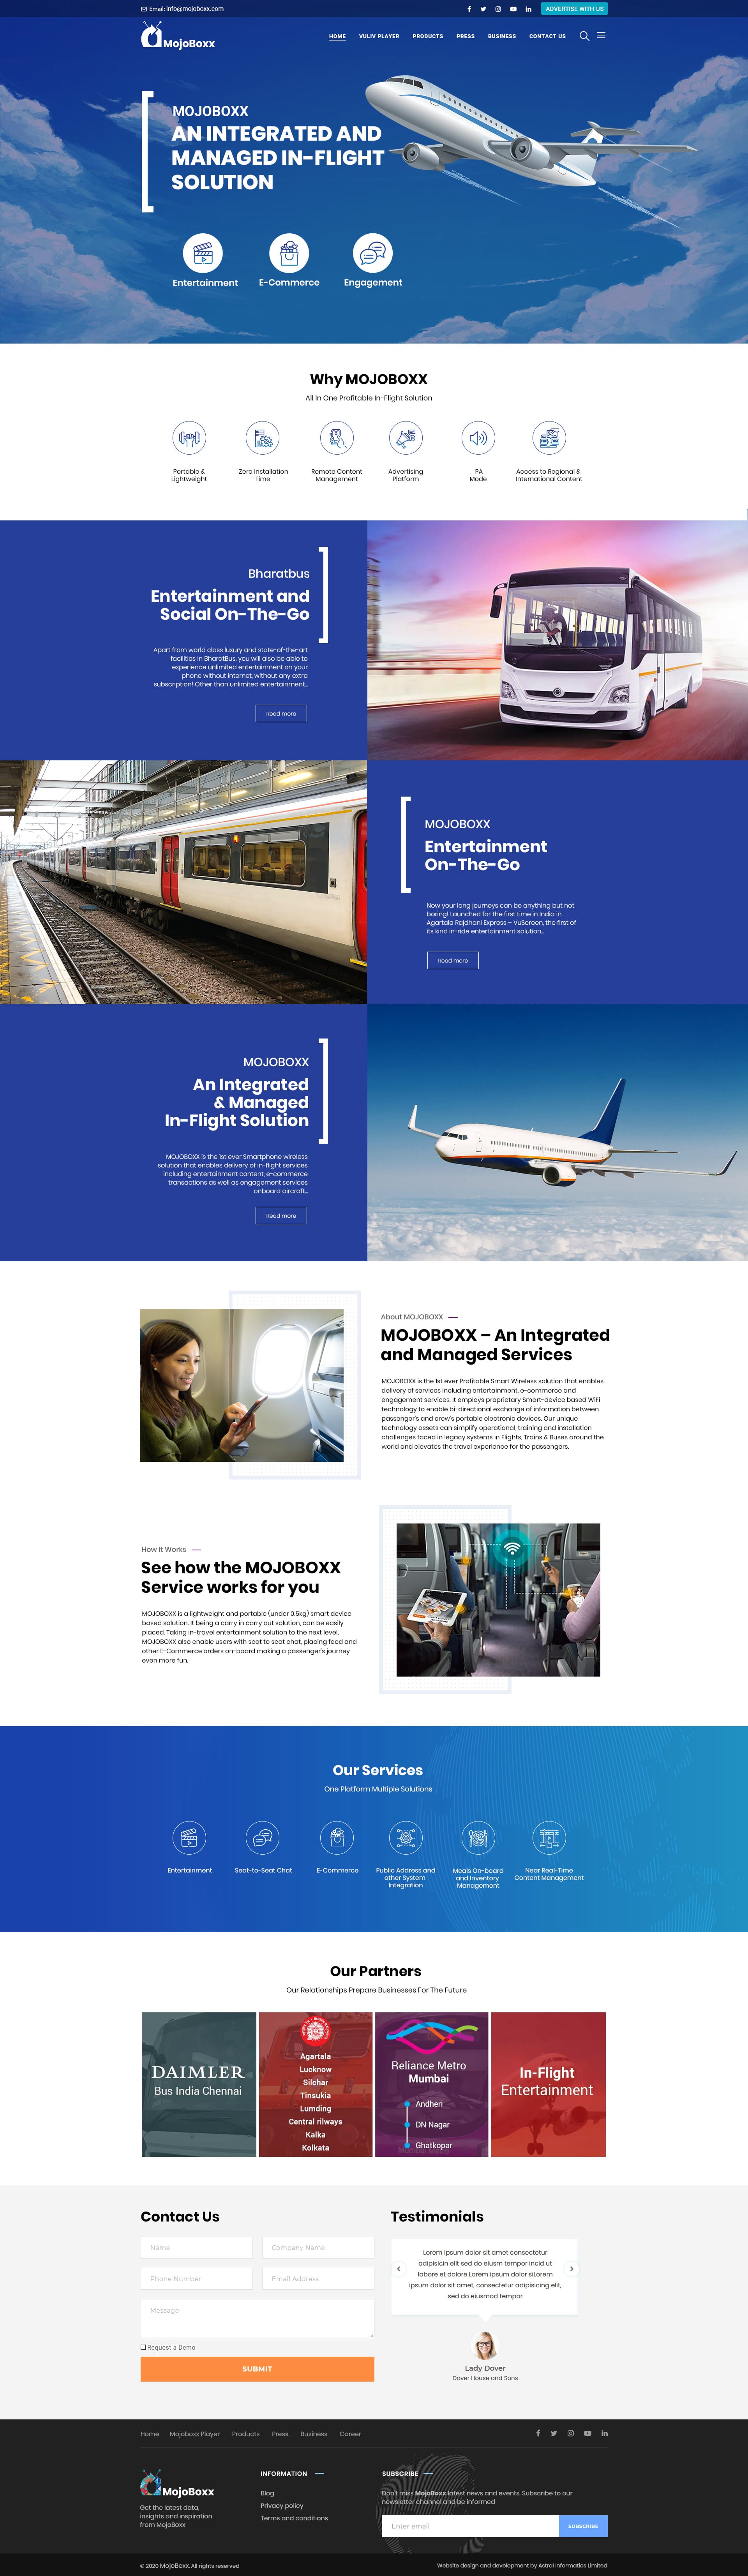 Email: info@mojoboxx.com
ADVERTISE WITH US
MojoBoxx
HOME VULIV PLAYER PRODUCTS PRESS BUSINESS CONTACT US
MOJOBOXX
AN INTEGRATED AND
MANAGED IN-FLIGHT
SOLUTION
Entertainment E-Commerce Engagement
Why MOJOBOXX
All In One Profitable In-Flight Solution
Portable &
Lightweight
Zero Installation
Time
Remote Content
Management
Advertising
Platform
PA
Mode
Access to Regional &
International Content
Bharatbus
Entertainment and
Social On-The-Go
Apart from world class luxury and state-of-the-art
facilities in BharatBus, you will also be able to
experience unlimited entertainment on your
phone without internet, without any extra
subscription! Other than unlimited entertainment...
Read more
MOJOBOXX
Entertainment
On-The-Go
Now your long journeys can be anything but not
boring! Lounched for the first time in India in
Agartala Rajdhani Express – VuScreen, the first of
its kind in-ride entertainment solution...
Read more
MOJOBOXX
An Integrated
& Managed
In-Flight Solution
MOJOBOXX is the 1st ever Smartphone wireless
solution that enables delivery of in-flight services
including entertainment content, e-commerce
transactions as well as engagement services
onboard aircraft...
Read more
About MOJOBOXX
MOJOBOXX – An Integrated
and Managed Services
MOJOBOXX is the 1st ever Profitable Smart Wireless solution that enables
delivery of services including entertainment, e-commerce and
engagement services. It employs proprietary Smart-device based WiFi
technology to enable bi-directional exchange of information between
passenger's and crew's portable electronic devices. Our unique
technology assets can simplify operational, training and installation
challenges faced in legacy systems in Flights, Trains & Buses around the
world and elevates the travel experience for the passengers.
How It Works
See how the MOJOBOXX
Service works for you
MOJOBOXX is a lightweight and portable (under 0.5kg) smart device
based solution. It being a carry in carry out solution, can be easily
placed. Taking in-travel entertainment solution to the next level,
MOJOBOXX also enable users with seat to seat chat, placing food and
other E-Commerce orders on-board making a passenger's journey
even more fun.
Our Services
One Platform Multiple Solutions
Entertainment
Seat-to-Seat Chat
E-Commerce
Public Address and
other System
Integration
Meals On-board
and Inventory
Management
Near Real-Time
Content Management
Our Partners
Our Relationships Prepare Businesses For The Future
DAIMLER
Bus India Chennai
Agartala
Lucknow
Silchar
Tinsukia
Lumding
Central rilways
Kalka
Kolkata
Reliance Metro
Mumbai
Andheri
DN Nagar
Ghatkopar
In-Flight
Entertainment
Contact Us
Name
Company Name
Phone Number
Email Address
Message
Request a Demo
SUBMIT
Testimonials
Lorem ipsum dolor sit amet consectetur
adipisicin elit sed do eiusm tempor incid ut
labore et dolore Lorem ipsum dolor siLorem
ipsum dolor sit amet, consectetur adipisicing elit,
sed do eiusmod tempor
Lady Dover
Dover House and Sons
Home Mojoboxx Player Products Press Business Career
MojoBoxx
Get the latest data,
insights and inspiration
from MojoBoxx
INFORMATION
Blog
Privacy policy
Terms and conditions
SUBSCRIBE
Don't miss MojoBoxx latest news and events. Subscribe to our
newsletter channel and be informed
Enter email
SUBSCRIBE
© 2020 MojoBoxx. All rights reserved
Website design and development by Astral Informatics Limited